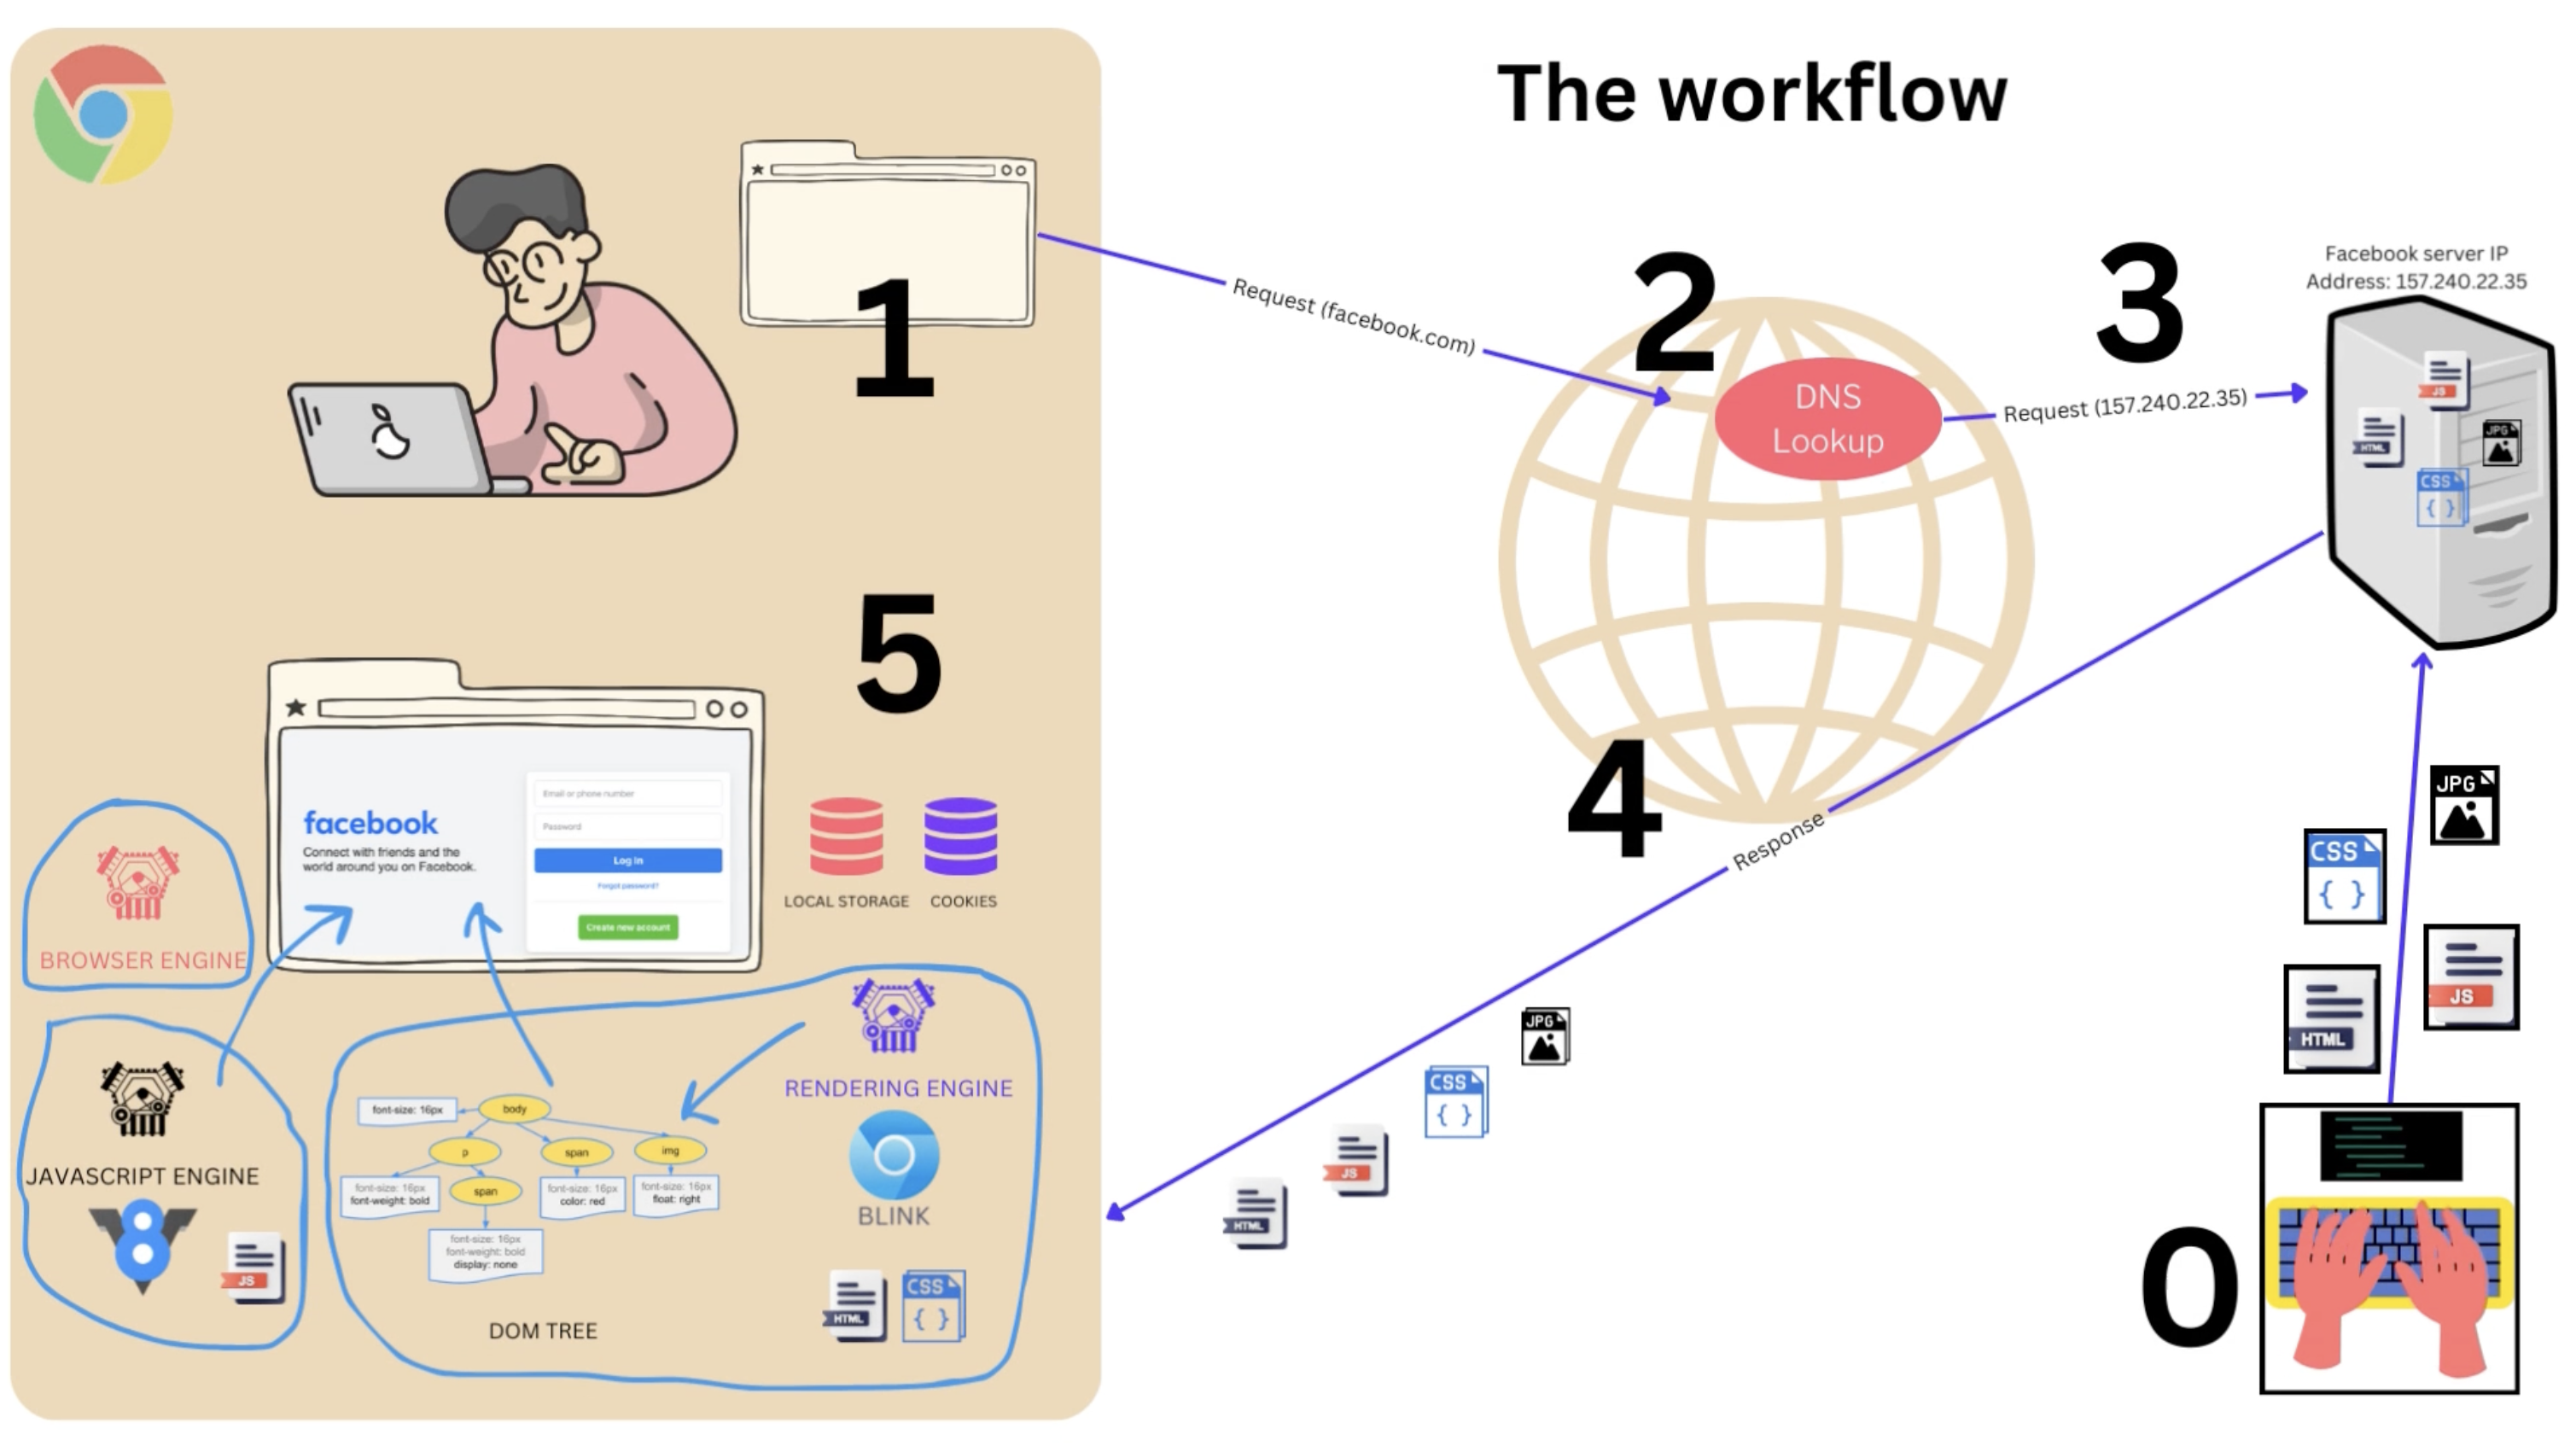 The workflow
1
Request (facebook.com)
2
DNS
Lookup
3
Request (157.240.22.35)
Facebook server IP
Address: 157.240.22.35
JS
HTML
JPG
CSS
{ }
4
Response
JPG
CSS
{ }
JS
HTML
5
facebook
Connect with friends and the
world around you on Facebook.
Email or phone number
Password
Log In
Forgot password?
Create new account
LOCAL STORAGE
COOKIES
BROWSER ENGINE
JAVASCRIPT ENGINE
8
JS
RENDERING ENGINE
BLINK
HTML
CSS
{ }
font-size: 16px
body
p
span
img
font-size: 16px
font-weight: bold
span
font-size: 16px
color: red
font-size: 16px
float: right
font-size: 16px
font-weight: bold
display: none
DOM TREE
JPG
CSS
{ }
JS
HTML
0